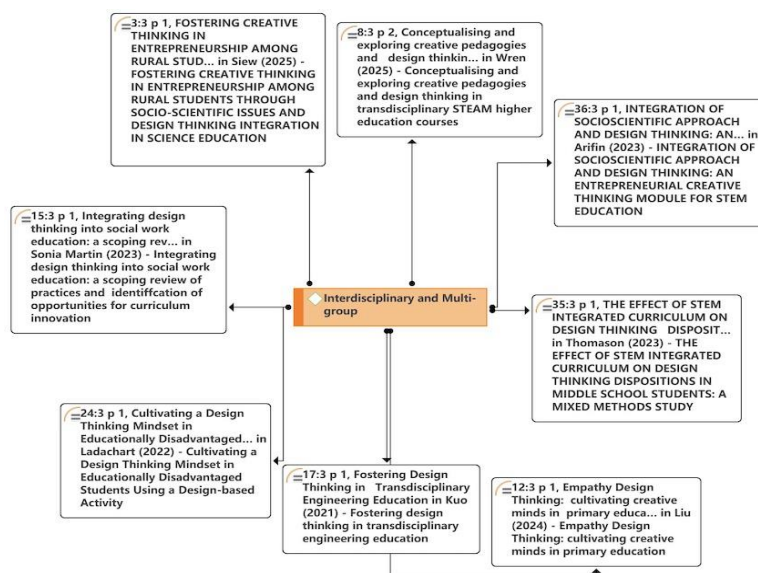 3:3 p 1, FOSTERING CREATIVE
THINKING IN
ENTREPRENEURSHIP AMONG
RURAL STUD... in Siew (2025) -
FOSTERING CREATIVE THINKING
IN ENTREPRENEURSHIP AMONG
RURAL STUDENTS THROUGH
SOCIO-SCIENTIFIC ISSUES AND
DESIGN THINKING INTEGRATION
IN SCIENCE EDUCATION
8:3 p 2, Conceptualising and
exploring creative pedagogies
and design thinkin... in Wren
(2025) - Conceptualising and
exploring creative pedagogies
and design thinking in
transdisciplinary STEAM higher
education courses
36:3 p 1, INTEGRATION OF
SOCIOSCIENTIFIC APPROACH
AND DESIGN THINKING: AN... in
Arifin (2023) - INTEGRATION OF
SOCIOSCIENTIFIC APPROACH
AND DESIGN THINKING: AN
ENTREPRENEURIAL CREATIVE
THINKING MODULE FOR STEM
EDUCATION
15:3 p 1, Integrating design
thinking into social work
education: a scoping rev... in
Sonia Martin (2023) - Integrating
design thinking into social work
education: a scoping review of
practices and identiffcation of
opportunities for curriculum
innovation
Interdisciplinary and Multi-
group
35:3 p 1, THE EFFECT OF STEM
INTEGRATED CURRICULUM ON
DESIGN THINKING DISPOSIT...
in Thomason (2023) - THE
EFFECT OF STEM INTEGRATED
CURRICULUM ON DESIGN
THINKING DISPOSITIONS IN
MIDDLE SCHOOL STUDENTS: A
MIXED METHODS STUDY
24:3 p 1, Cultivating a Design
Thinking Mindset in
Educationally Disadvantaged... in
Ladachart (2022) - Cultivating a
Design Thinking Mindset in
Educationally Disadvantaged
Students Using a Design-based
Activity
17:3 p 1, Fostering Design
Thinking in Transdisciplinary
Engineering Education in Kuo
(2021) - Fostering design
thinking in transdisciplinary
engineering education
12:3 p 1, Empathy Design
Thinking: cultivating creative
minds in primary educa... in Liu
(2024) - Empathy Design
Thinking: cultivating creative
minds in primary education